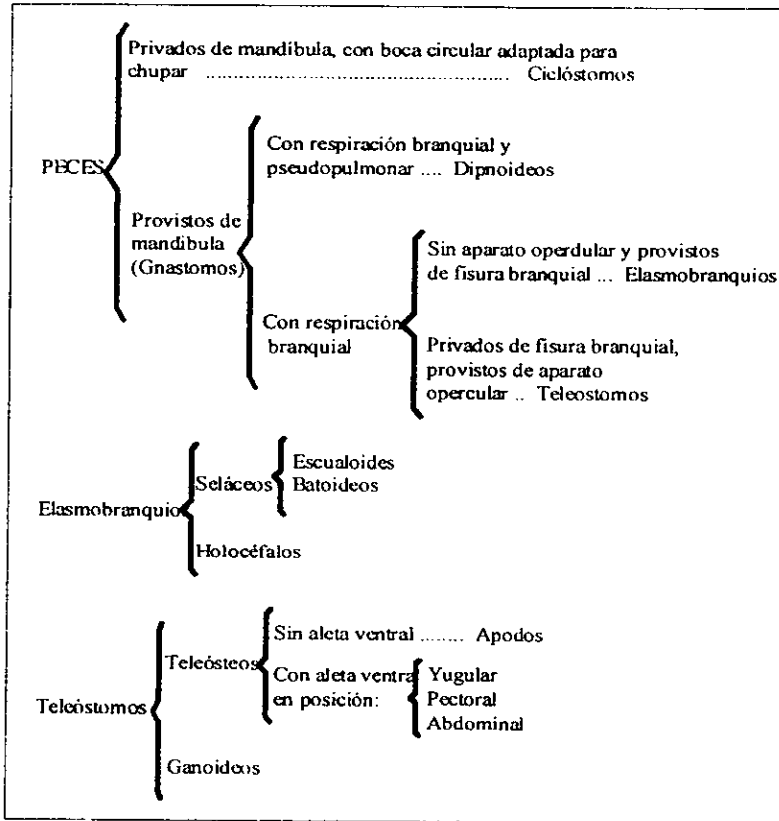 Privados de mandíbula, con boca circular adaptada para
chupar .................................................... Ciclóstomos
PECES
Con respiración branquial y
pseudopulmonar .... Dipnoideos
Provistos de
mandibula
(Gnastomos)
Sin aparato operdular y provistos
de fisura branquial ... Elasmobranquios
Con respiración
branquial
Privados de fisura branquial,
provistos de aparato
opercular .. Teleostomos
Escualoides
Seláceos
Batoideos
Elasmobranquio
Holocéfalos
Sin aleta ventral ........ Apodos
Teleósteos
Con aleta ventra
en posición:
Yugular
Pectoral
Abdominal
Teleóstomos
Ganoideos